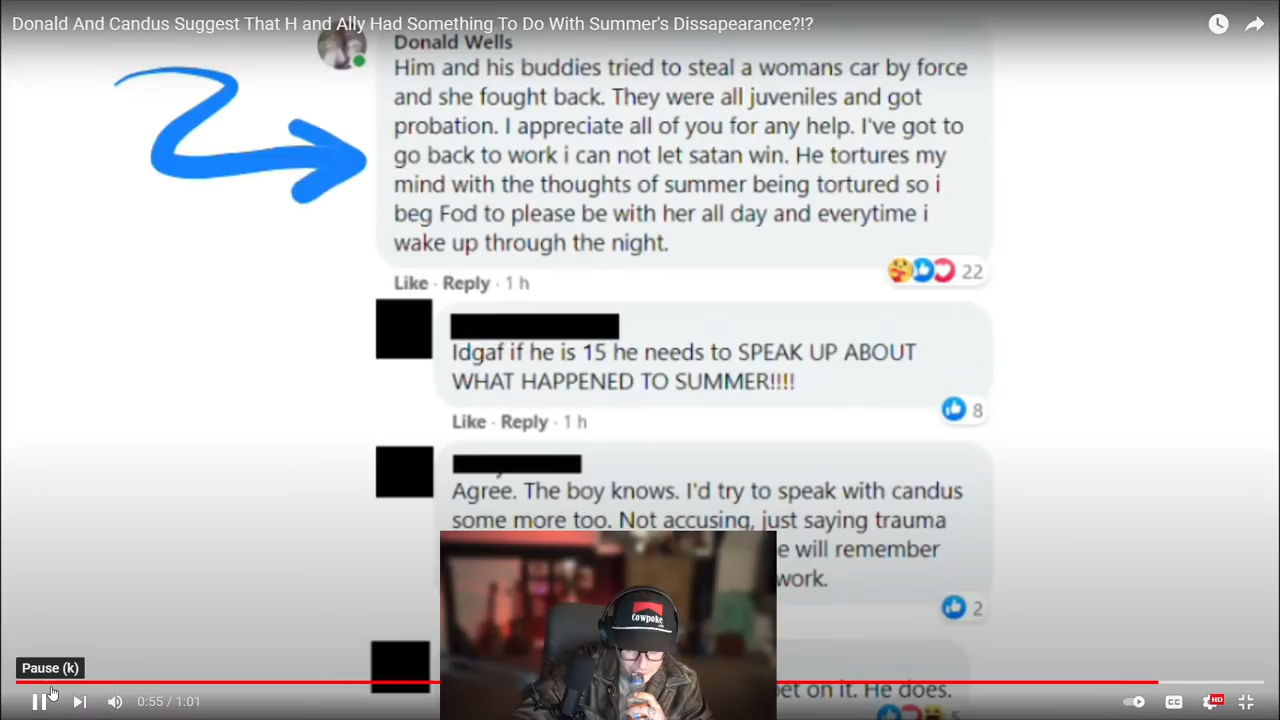 Donald And Candus Suggest That H and Ally Had Something To Do With Summer's Dissapearance?!?
Donald Wells
Him and his buddies tried to steal a womans car by force
and she fought back. They were all juveniles and got
probation. I appreciate all of you for any help. I've got to
go back to work i can not let satan win. He tortures my
mind with the thoughts of summer being tortured so i
beg Fod to please be with her all day and everytime i
wake up through the night.
22
Like · Reply · 1 h
Idgaf if he is 15 he needs to SPEAK UP ABOUT
WHAT HAPPENED TO SUMMER!!!!
8
Like · Reply · 1 h
Agree. The boy knows. I'd try to speak with candus
some more too. Not accusing, just saying trauma
e will remember
work.
2
Cowpoke
on it. He does.
5
Pause (k)
0:55 / 1:01
CC
HD